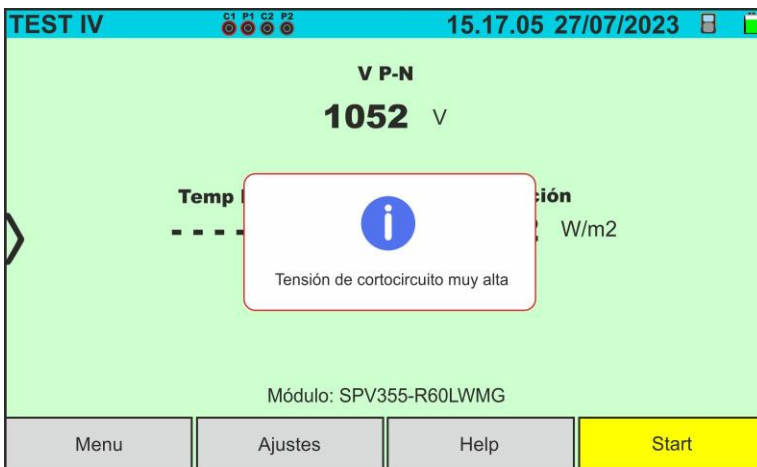 TEST IV C1 P1 C2 P2 15.17.05 27/07/2023
V P-N
1052 V
Temp ción
- - - - W/m2
Tensión de cortocircuito muy alta
Módulo: SPV355-R60LWMG
Menu Ajustes Help Start